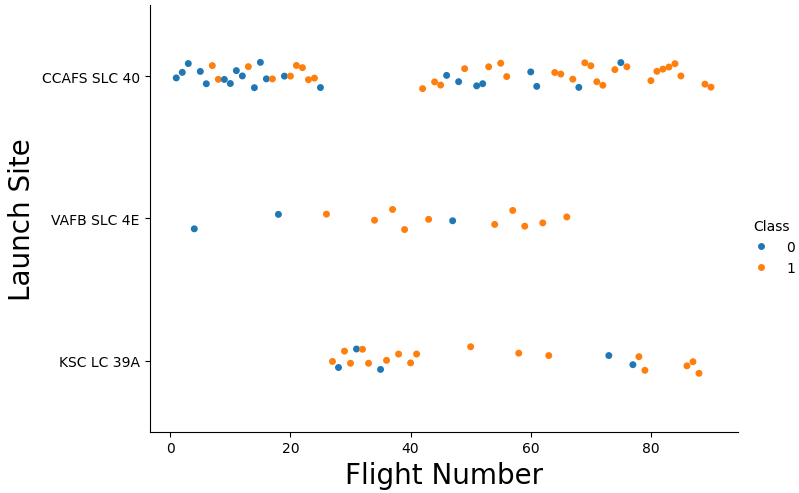 CCAFS SLC 40
VAFB SLC 4E
KSC LC 39A
Launch Site
0
20
40
60
80
Flight Number
Class
0
1